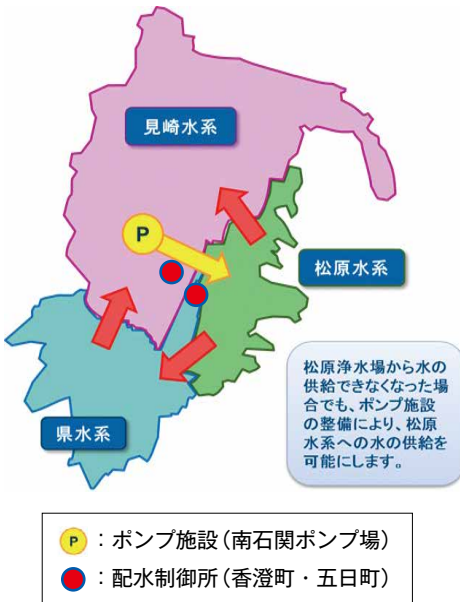 見崎水系
P
松原水系
松原浄水場から水の
供給できなくなった場
合でも、ポンプ施設
の整備により、松原
水系への水の供給を
可能にします。
県水系
P：ポンプ施設（南石関ポンプ場）
：配水制御所（香澄町・五日町）